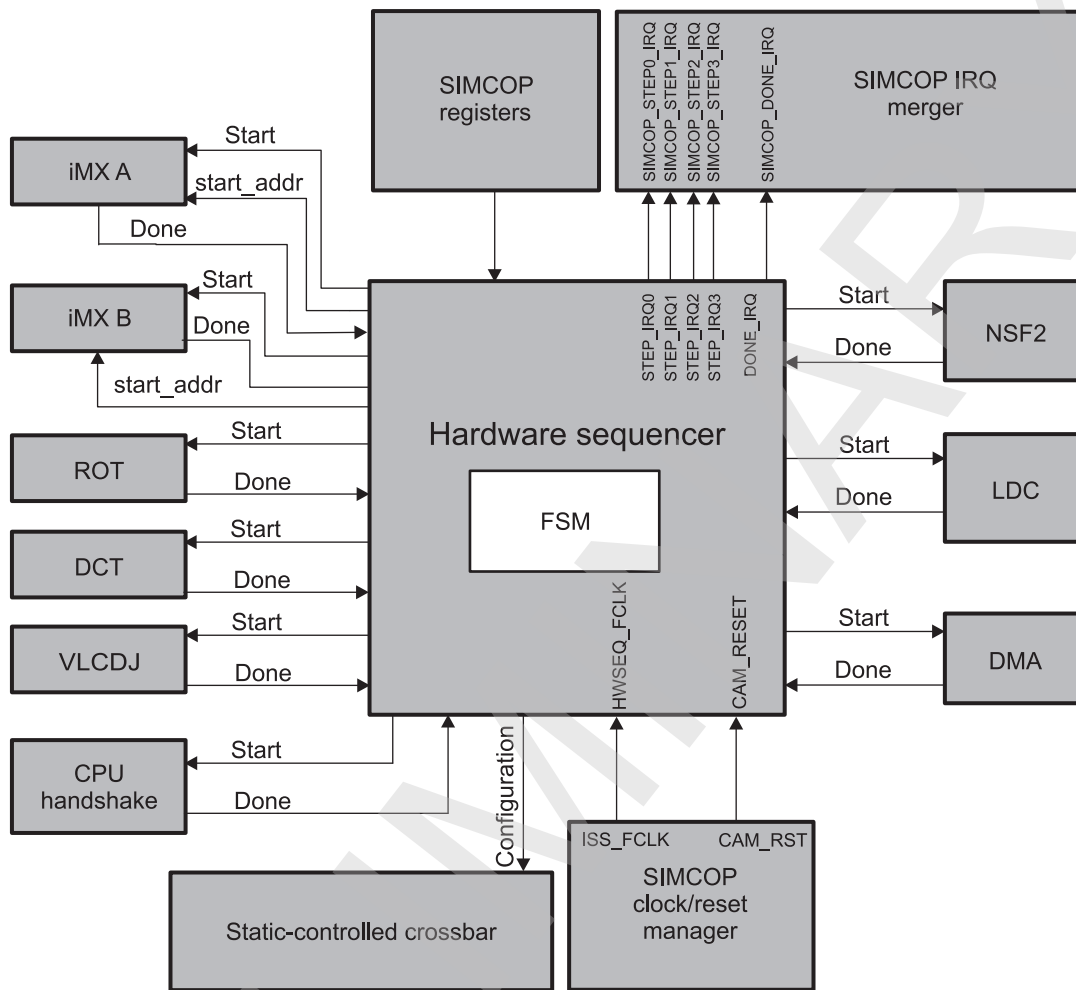 SIMCOP
registers
SIMCOP_STEP0_IRQ
SIMCOP_STEP1_IRQ
SIMCOP_STEP2_IRQ
SIMCOP_STEP3_IRQ
SIMCOP_DONE_IRQ
SIMCOP IRQ
merger
iMX A
Start
start_addr
Done
iMX B
Start
Done
start_addr
ROT
Start
Done
DCT
Start
Done
VLCDJ
Start
Done
CPU
handshake
Start
Done
STEP_IRQ0
STEP_IRQ1
STEP_IRQ2
STEP_IRQ3
DONE_IRQ
Hardware sequencer
FSM
HWSEQ_FCLK
CAM_RESET
Start
Done
NSF2
Start
Done
LDC
Start
Done
DMA
Configuration
Static-controlled crossbar
ISS_FCLK
CAM_RST
SIMCOP
clock/reset
manager